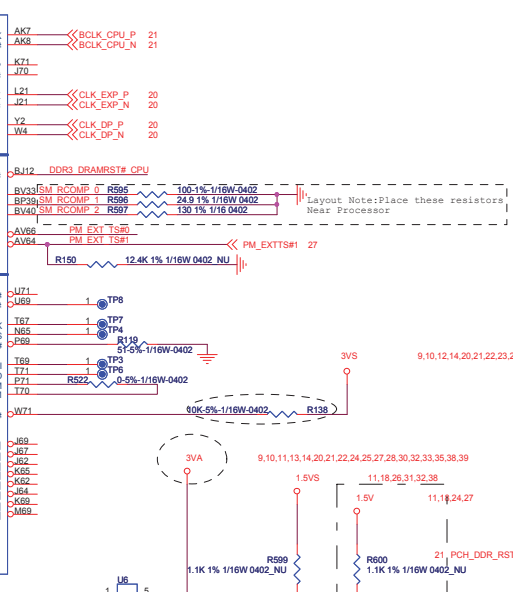 AK7 BCLK_CPU_P 21
AK8 BCLK_CPU_N 21
K71
J70
L21 CLK_EXP_P 20
J21 CLK_EXP_N 20
Y2 CLK_DP_P 20
W4 CLK_DP_N 20
BJ12 DDR3_DRAMRST#_CPU
BV33 SM_RCOMP_0 R595 100-1%-1/16W-0402
BP39 SM_RCOMP_1 R596 24.9 1% 1/16W-0402
BV40 SM_RCOMP_2 R597 130 1% 1/16 0402
Layout Note:Place these resistors
Near Processor
AV66 PM_EXT_TS#0
AV64 PM_EXT_TS#1
PM_EXTTS#1 27
R150 12.4K 1% 1/16W 0402_NU
U71
U69 1 TP8
T67 1 TP7
N65 1 TP4
P69 R119
51-5%-1/16W-0402
T69 1 TP3
T71 1 TP6
P71 R522 0-5%-1/16W-0402
T70
3VS 9,10,12,14,20,21,22,23,2
W71 10K-5%-1/16W-0402 R138
J69
J67
J62
K65
K62
J64
K69
M69
3VA 9,10,11,13,14,20,21,22,24,25,27,28,30,32,33,35,38,39
1.5VS 11,18,26,31,32,38
1.5V 11,18,24,27
21 PCH_DDR_RST
R599 R600
1.1K 1% 1/16W 0402_NU 1.1K 1% 1/16W 0402_NU
U6
1 5